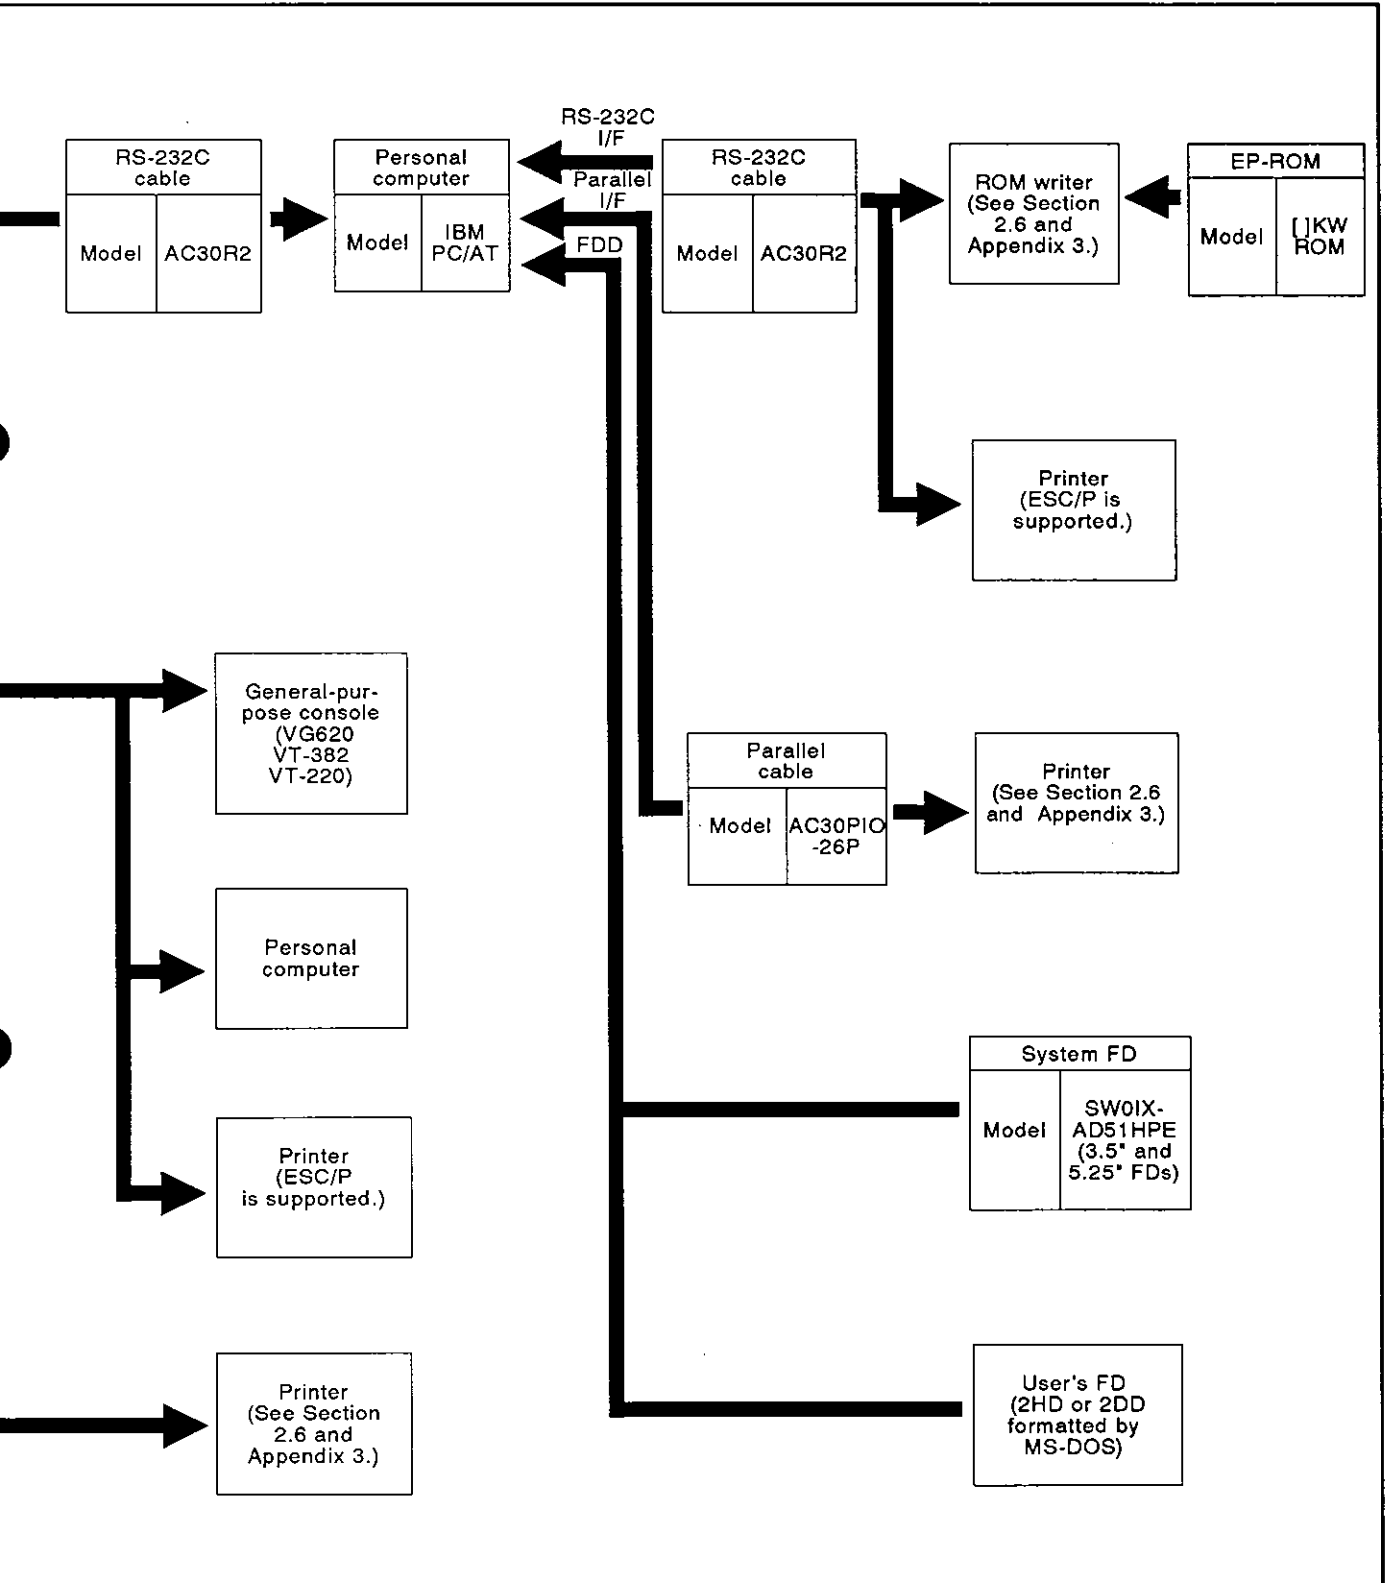 RS-232C
cable
Model
AC30R2
Personal
computer
Model
IBM
PC/AT
RS-232C
I/F
Parallel
I/F
FDD
RS-232C
cable
Model
AC30R2
ROM writer
(See Section
2.6 and
Appendix 3.)
EP-ROM
Model
[ ]KW
ROM
Printer
(ESC/P is
supported.)
General-pur-
pose console
(VG620
VT-382
VT-220)
Parallel
cable
Model
AC30PIO
-26P
Printer
(See Section 2.6
and Appendix 3.)
Personal
computer
System FD
Model
SW0IX-
AD51HPE
(3.5" and
5.25" FDs)
Printer
(ESC/P
is supported.)
User's FD
(2HD or 2DD
formatted by
MS-DOS)
Printer
(See Section
2.6 and
Appendix 3.)